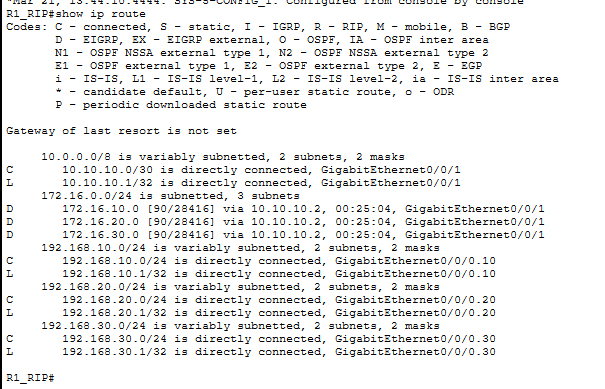 *Mar 21, 13:44:10.4444: SYS-5-CONFIG_I: Configured from console by console
R1_RIP#show ip route
Codes: C - connected, S - static, I - IGRP, R - RIP, M - mobile, B - BGP
D - EIGRP, EX - EIGRP external, O - OSPF, IA - OSPF inter area
N1 - OSPF NSSA external type 1, N2 - OSPF NSSA external type 2
E1 - OSPF external type 1, E2 - OSPF external type 2, E - EGP
i - IS-IS, L1 - IS-IS level-1, L2 - IS-IS level-2, ia - IS-IS inter area
* - candidate default, U - per-user static route, o - ODR
P - periodic downloaded static route
Gateway of last resort is not set
10.0.0.0/8 is variably subnetted, 2 subnets, 2 masks
C 10.10.10.0/30 is directly connected, GigabitEthernet0/0/1
L 10.10.10.1/32 is directly connected, GigabitEthernet0/0/1
172.16.0.0/24 is subnetted, 3 subnets
D 172.16.10.0 [90/28416] via 10.10.10.2, 00:25:04, GigabitEthernet0/0/1
D 172.16.20.0 [90/28416] via 10.10.10.2, 00:25:04, GigabitEthernet0/0/1
D 172.16.30.0 [90/28416] via 10.10.10.2, 00:25:04, GigabitEthernet0/0/1
192.168.10.0/24 is variably subnetted, 2 subnets, 2 masks
C 192.168.10.0/24 is directly connected, GigabitEthernet0/0/0.10
L 192.168.10.1/32 is directly connected, GigabitEthernet0/0/0.10
192.168.20.0/24 is variably subnetted, 2 subnets, 2 masks
C 192.168.20.0/24 is directly connected, GigabitEthernet0/0/0.20
L 192.168.20.1/32 is directly connected, GigabitEthernet0/0/0.20
192.168.30.0/24 is variably subnetted, 2 subnets, 2 masks
C 192.168.30.0/24 is directly connected, GigabitEthernet0/0/0.30
L 192.168.30.1/32 is directly connected, GigabitEthernet0/0/0.30
R1_RIP#